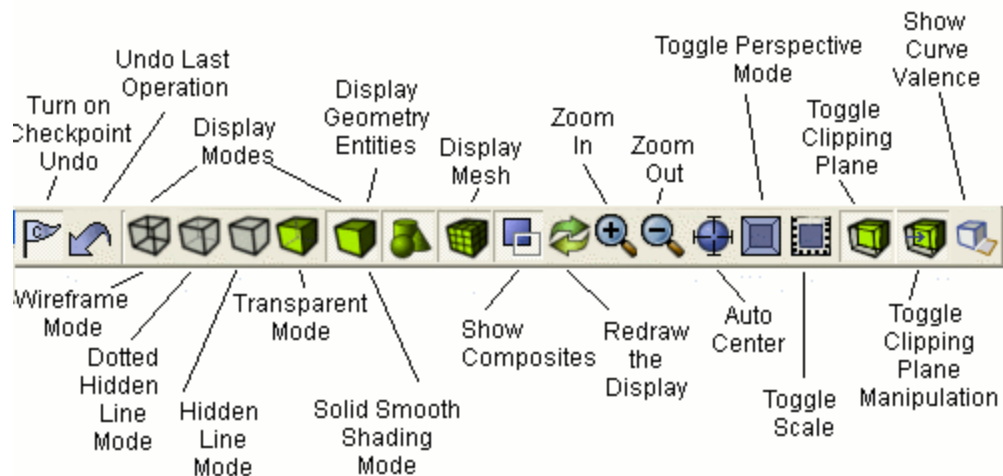 Turn on
Checkpoint
Undo
Undo Last
Operation
Display
Modes
Display
Geometry
Entities
Display
Mesh
Zoom
In
Zoom
Out
Toggle Perspective
Mode
Toggle
Clipping
Plane
Show
Curve
Valence
Wireframe
Mode
Dotted
Hidden
Line
Mode
Hidden
Line
Mode
Transparent
Mode
Solid Smooth
Shading
Mode
Show
Composites
Redraw
the
Display
Auto
Center
Toggle
Scale
Toggle
Clipping
Plane
Manipulation